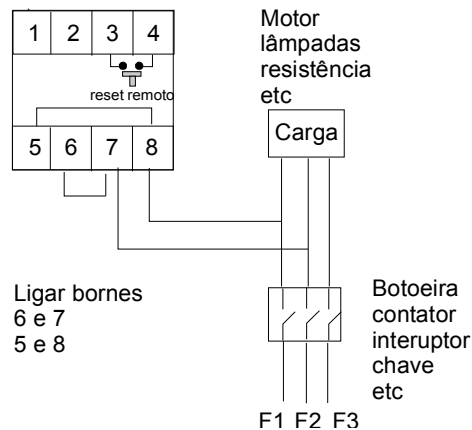 1 2 3 4
reset remoto
5 6 7 8
Motor
lâmpadas
resistência
etc
Carga
Ligar bornes
6 e 7
5 e 8
Botoeira
contator
interuptor
chave
etc
F1 F2 F3